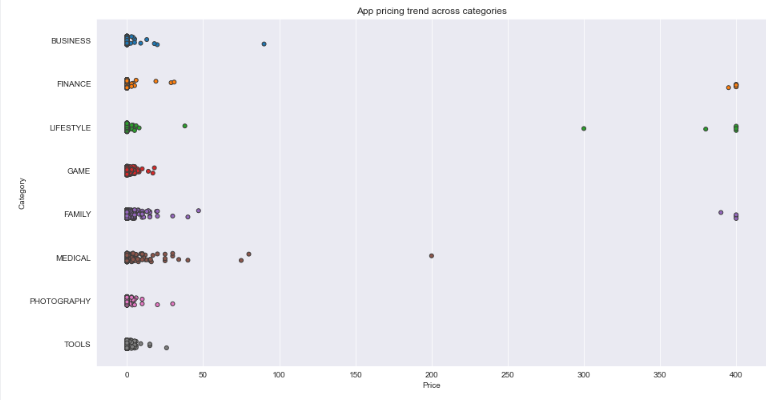 App pricing trend across categories
BUSINESS
FINANCE
LIFESTYLE
GAME
FAMILY
MEDICAL
PHOTOGRAPHY
TOOLS
Category
0 50 100 150 200 250 300 350 400
Price